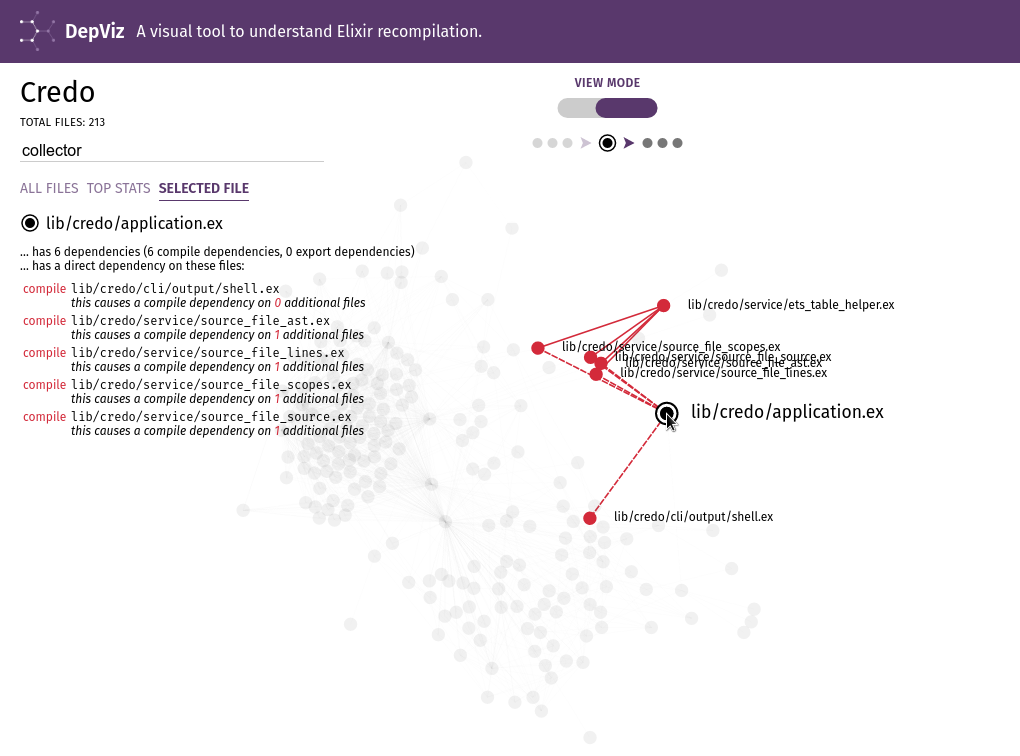 DepViz A visual tool to understand Elixir recompilation.
Credo
TOTAL FILES: 213
collector
ALL FILES TOP STATS SELECTED FILE
lib/credo/application.ex
... has 6 dependencies (6 compile dependencies, 0 export dependencies)
... has a direct dependency on these files:
compile lib/credo/cli/output/shell.ex
this causes a compile dependency on 0 additional files
compile lib/credo/service/source_file_ast.ex
this causes a compile dependency on 1 additional files
compile lib/credo/service/source_file_lines.ex
this causes a compile dependency on 1 additional files
compile lib/credo/service/source_file_scopes.ex
this causes a compile dependency on 1 additional files
compile lib/credo/service/source_file_source.ex
this causes a compile dependency on 1 additional files
VIEW MODE
lib/credo/service/ets_table_helper.ex
lib/credo/service/source_file_scopes.ex
lib/credo/service/source_file_source.ex
lib/credo/service/source_file_ast.ex
lib/credo/service/source_file_lines.ex
lib/credo/application.ex
lib/credo/cli/output/shell.ex